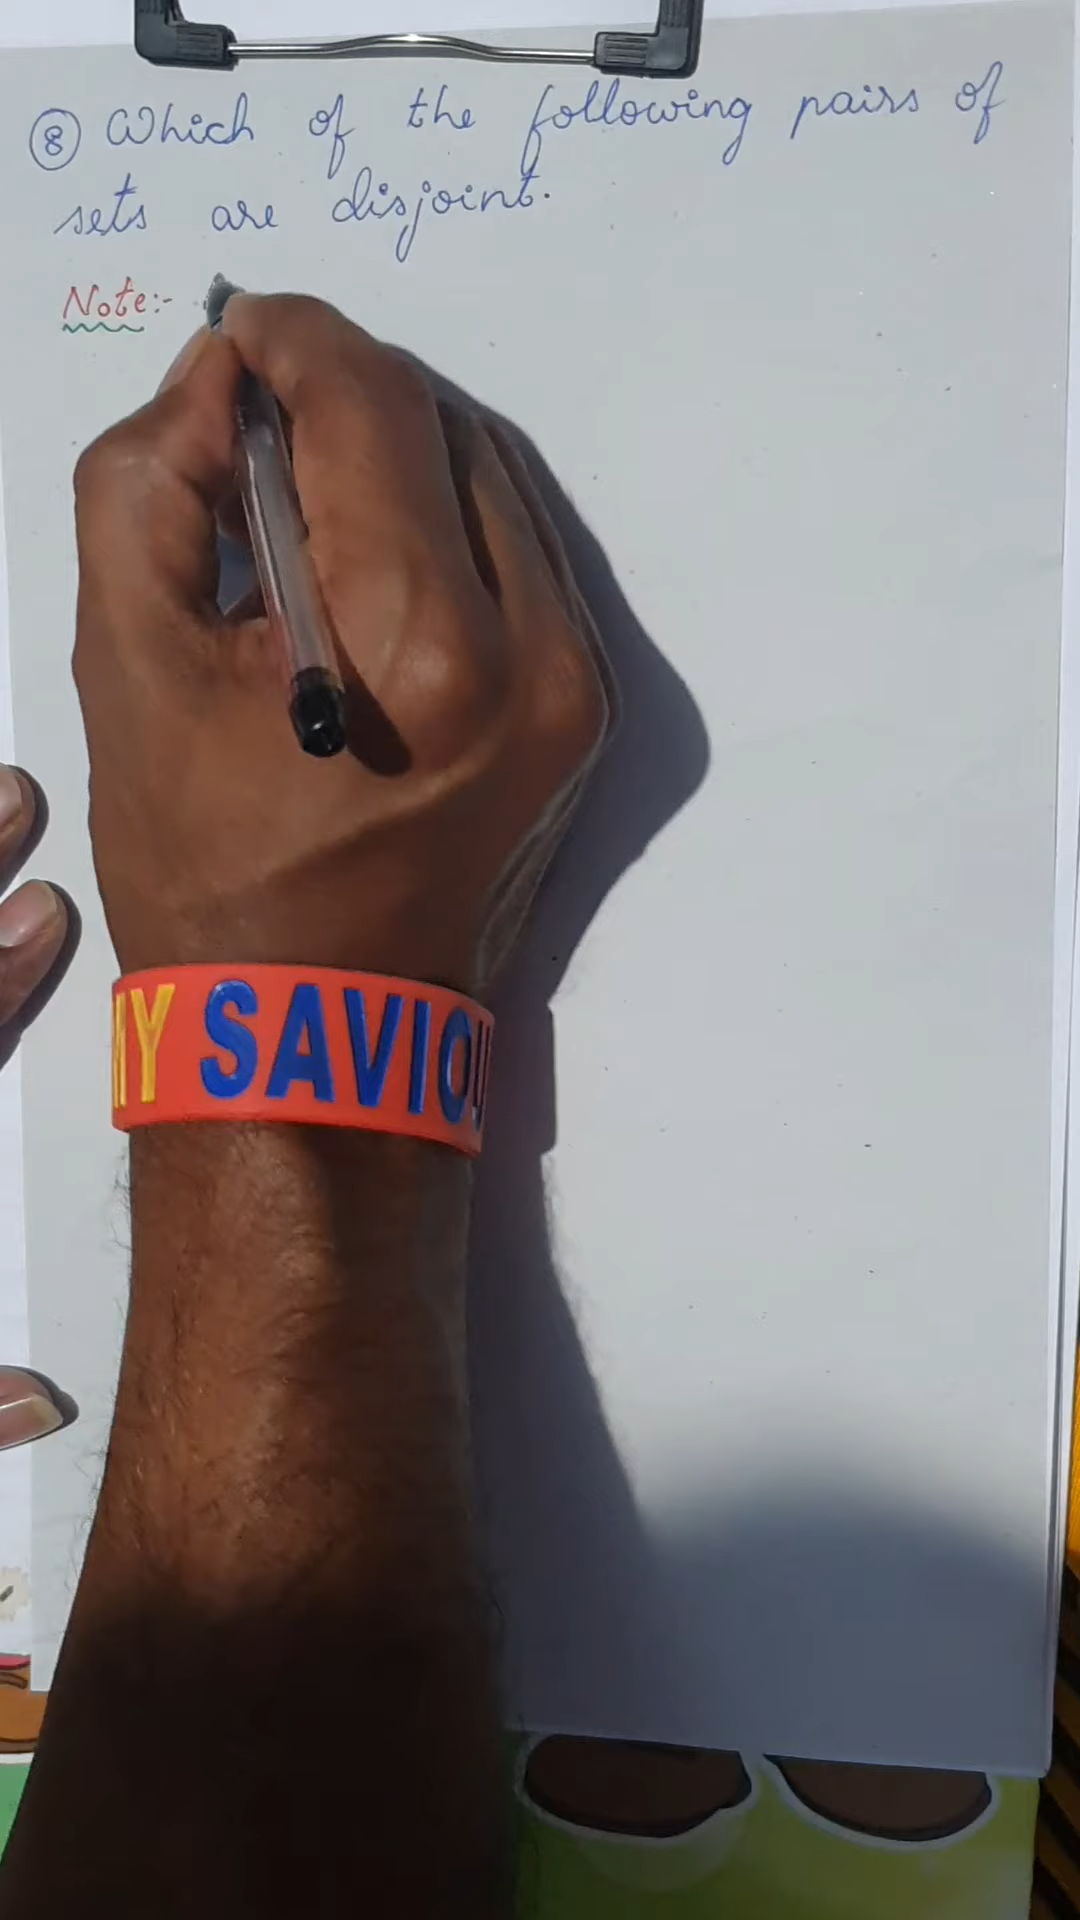 ⑧ Which of the following pairs of
sets are disjoint.
Note:-
MY SAVIOU